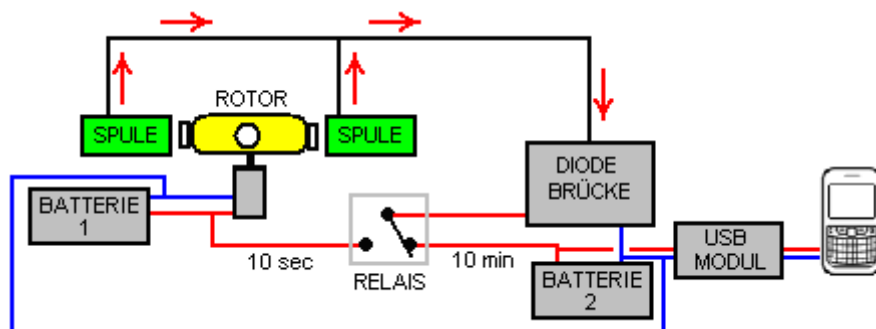 ROTOR
SPULE
SPULE
DIODE
BRÜCKE
BATTERIE
1
10 sec
RELAIS
10 min
BATTERIE
2
USB
MODUL